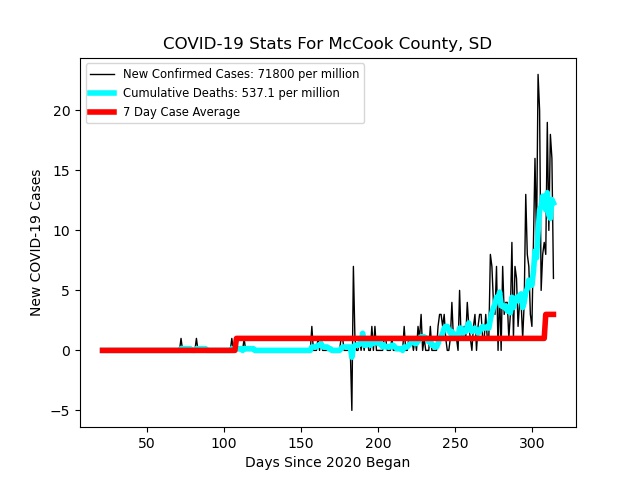 COVID-19 Stats For McCook County, SD
New Confirmed Cases: 71800 per million
Cumulative Deaths: 537.1 per million
7 Day Case Average
New COVID-19 Cases
20
15
10
5
0
−5
50 100 150 200 250 300
Days Since 2020 Began